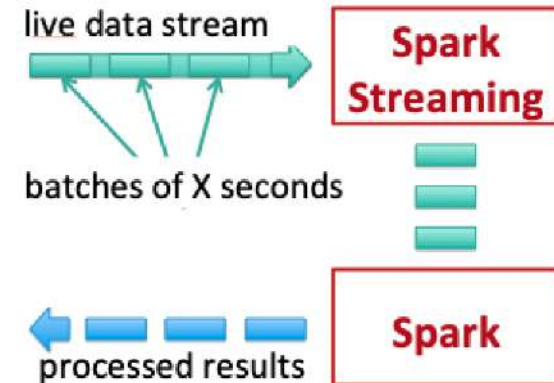 live data stream
Spark
Streaming
batches of X seconds
Spark
processed results